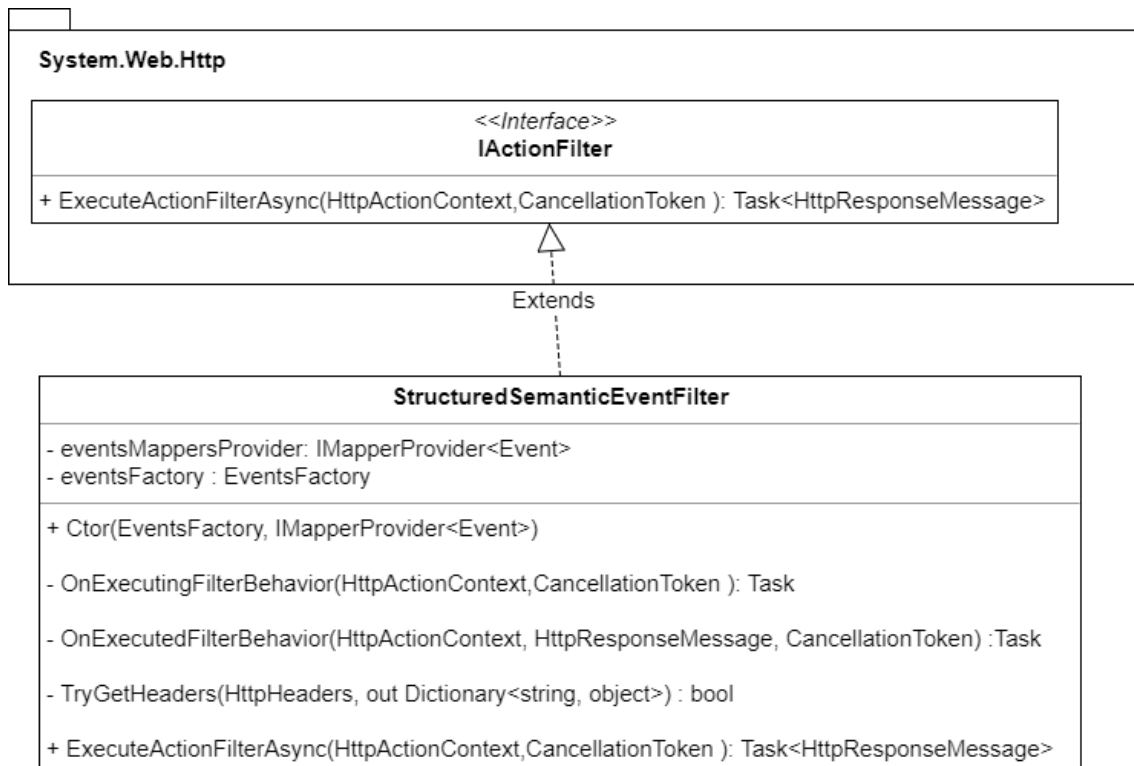 System.Web.Http
<<Interface>>
IActionFilter
+ ExecuteActionFilterAsync(HttpActionContext,CancellationToken ): Task<HttpResponseMessage>
Extends
StructuredSemanticEventFilter
- eventsMappersProvider: IMapperProvider<Event>
- eventsFactory : EventsFactory
+ Ctor(EventsFactory, IMapperProvider<Event>)
- OnExecutingFilterBehavior(HttpActionContext,CancellationToken ): Task
- OnExecutedFilterBehavior(HttpActionContext, HttpResponseMessage, CancellationToken) :Task
- TryGetHeaders(HttpHeaders, out Dictionary<string, object>) : bool
+ ExecuteActionFilterAsync(HttpActionContext,CancellationToken ): Task<HttpResponseMessage>